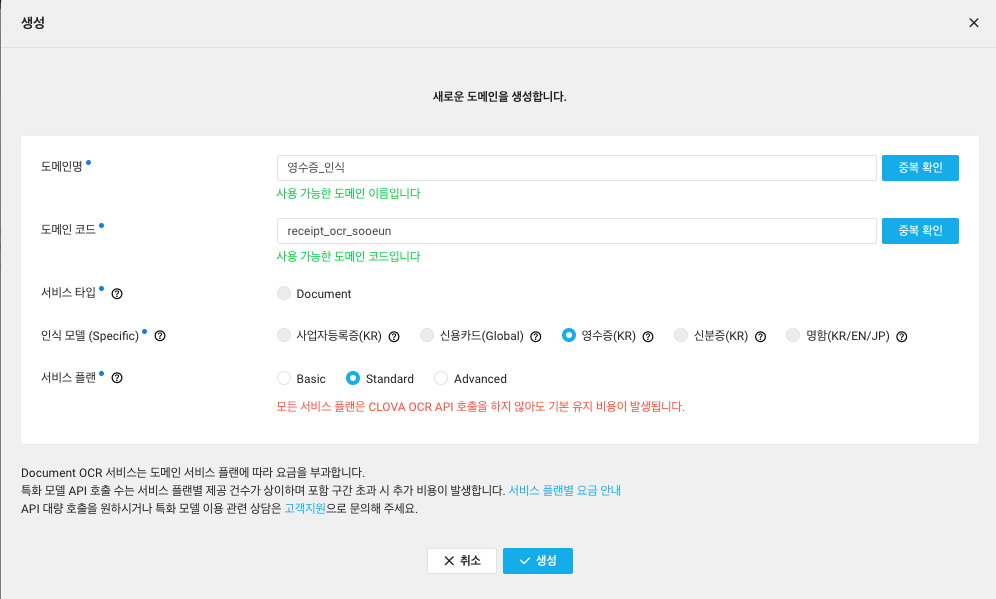 생성
새로운 도메인을 생성합니다.
도메인명
영수증_인식
중복 확인
사용 가능한 도메인 이름입니다
도메인 코드
receipt_ocr_sooeun
중복 확인
사용 가능한 도메인 코드입니다
서비스 타입
Document
인식 모델 (Specific)
사업자등록증(KR) 신용카드(Global) 영수증(KR) 신분증(KR) 명함(KR/EN/JP)
서비스 플랜
Basic Standard Advanced
모든 서비스 플랜은 CLOVA OCR API 호출을 하지 않아도 기본 유지 비용이 발생됩니다.
Document OCR 서비스는 도메인 서비스 플랜에 따라 요금을 부과합니다.
특화 모델 API 호출 수는 서비스 플랜별 제공 건수가 상이하며 포함 구간 초과 시 추가 비용이 발생합니다. 서비스 플랜별 요금 안내
API 대량 호출을 원하시거나 특화 모델 이용 관련 상담은 고객지원으로 문의해 주세요.
취소 생성